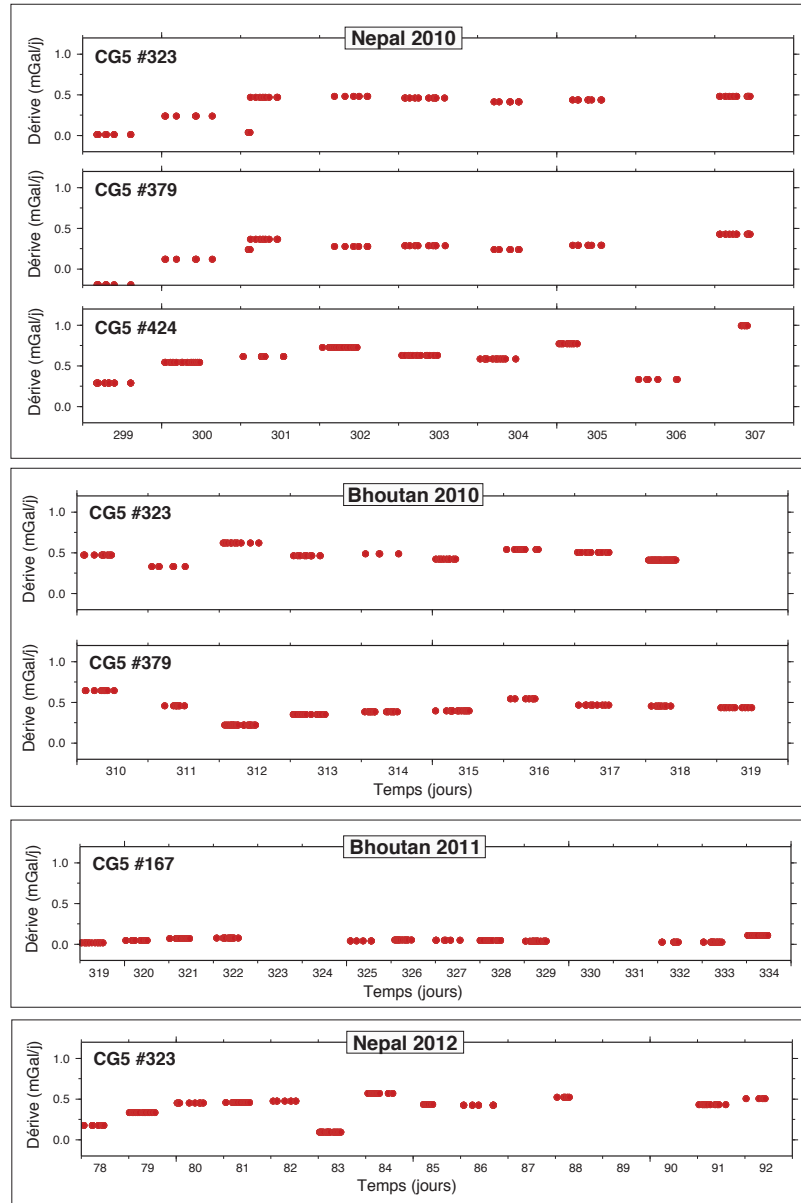 Nepal 2010
CG5 #323
Dérive (mGal/j)
1.0
0.5
0.0
CG5 #379
Dérive (mGal/j)
1.0
0.5
0.0
CG5 #424
Dérive (mGal/j)
1.0
0.5
0.0
299 300 301 302 303 304 305 306 307
Bhoutan 2010
CG5 #323
Dérive (mGal/j)
1.0
0.5
0.0
CG5 #379
Dérive (mGal/j)
1.0
0.5
0.0
310 311 312 313 314 315 316 317 318 319
Temps (jours)
Bhoutan 2011
CG5 #167
Dérive (mGal/j)
1.0
0.5
0.0
319 320 321 322 323 324 325 326 327 328 329 330 331 332 333 334
Temps (jours)
Nepal 2012
CG5 #323
Dérive (mGal/j)
1.0
0.5
0.0
78 79 80 81 82 83 84 85 86 87 88 89 90 91 92
Temps (jours)